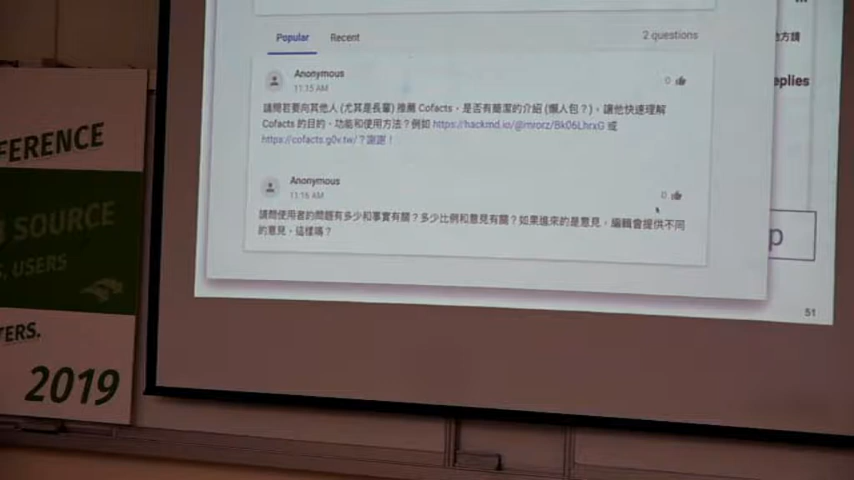 Popular
Recent
2 questions
Anonymous
11:15 AM
0
請問若要向其他人 (尤其是長輩) 推薦 Cofacts，是否有簡潔的介紹 (懶人包？)，讓他快速理解
Cofacts 的目的、功能和使用方法？例如 https://hackmd.io/@mrorz/Bk06LhrxG 或
https://cofacts.g0v.tw/？謝謝！
Anonymous
11:16 AM
0
請問使用者的問題有多少和事實有關？多少比例和意見有關？如果進來的是意見，編輯會提供不同
的意見，這樣嗎？
方請
eplies
p
51
FERENCE
SOURCE
USERS
TERS.
2019